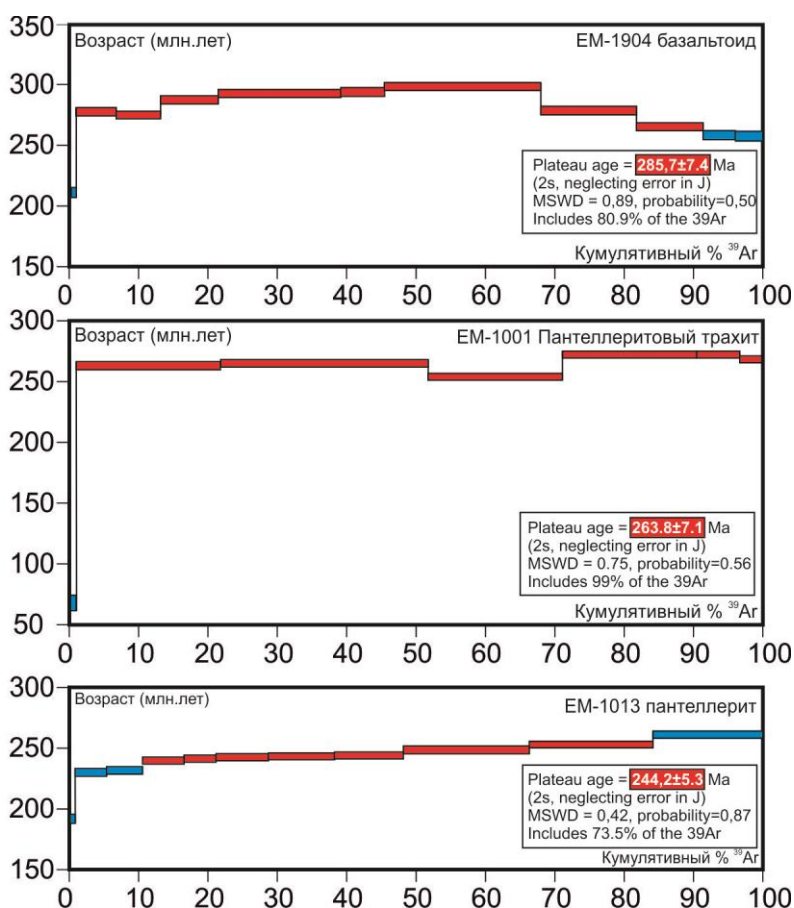 350
Возраст (млн.лет) ЕМ-1904 базальтоид
300
250
200
150
Plateau age = 285,7±7.4 Ma
(2s, neglecting error in J)
MSWD = 0,89, probability=0,50
Includes 80.9% of the 39Ar
Кумулятивный % ³⁹Ar
0 10 20 30 40 50 60 70 80 90 100
300
Возраст (млн.лет) ЕМ-1001 Пантеллеритовый трахит
250
200
150
100
50
Plateau age = 263.8±7.1 Ma
(2s, neglecting error in J)
MSWD = 0.75, probability=0.56
Includes 99% of the 39Ar
Кумулятивный % ³⁹Ar
0 10 20 30 40 50 60 70 80 90 100
300
Возраст (млн.лет) ЕМ-1013 пантеллерит
250
200
150
Plateau age = 244,2±5.3 Ma
(2s, neglecting error in J)
MSWD = 0,42, probability=0,87
Includes 73.5% of the 39Ar
Кумулятивный % ³⁹Ar
0 10 20 30 40 50 60 70 80 90 100